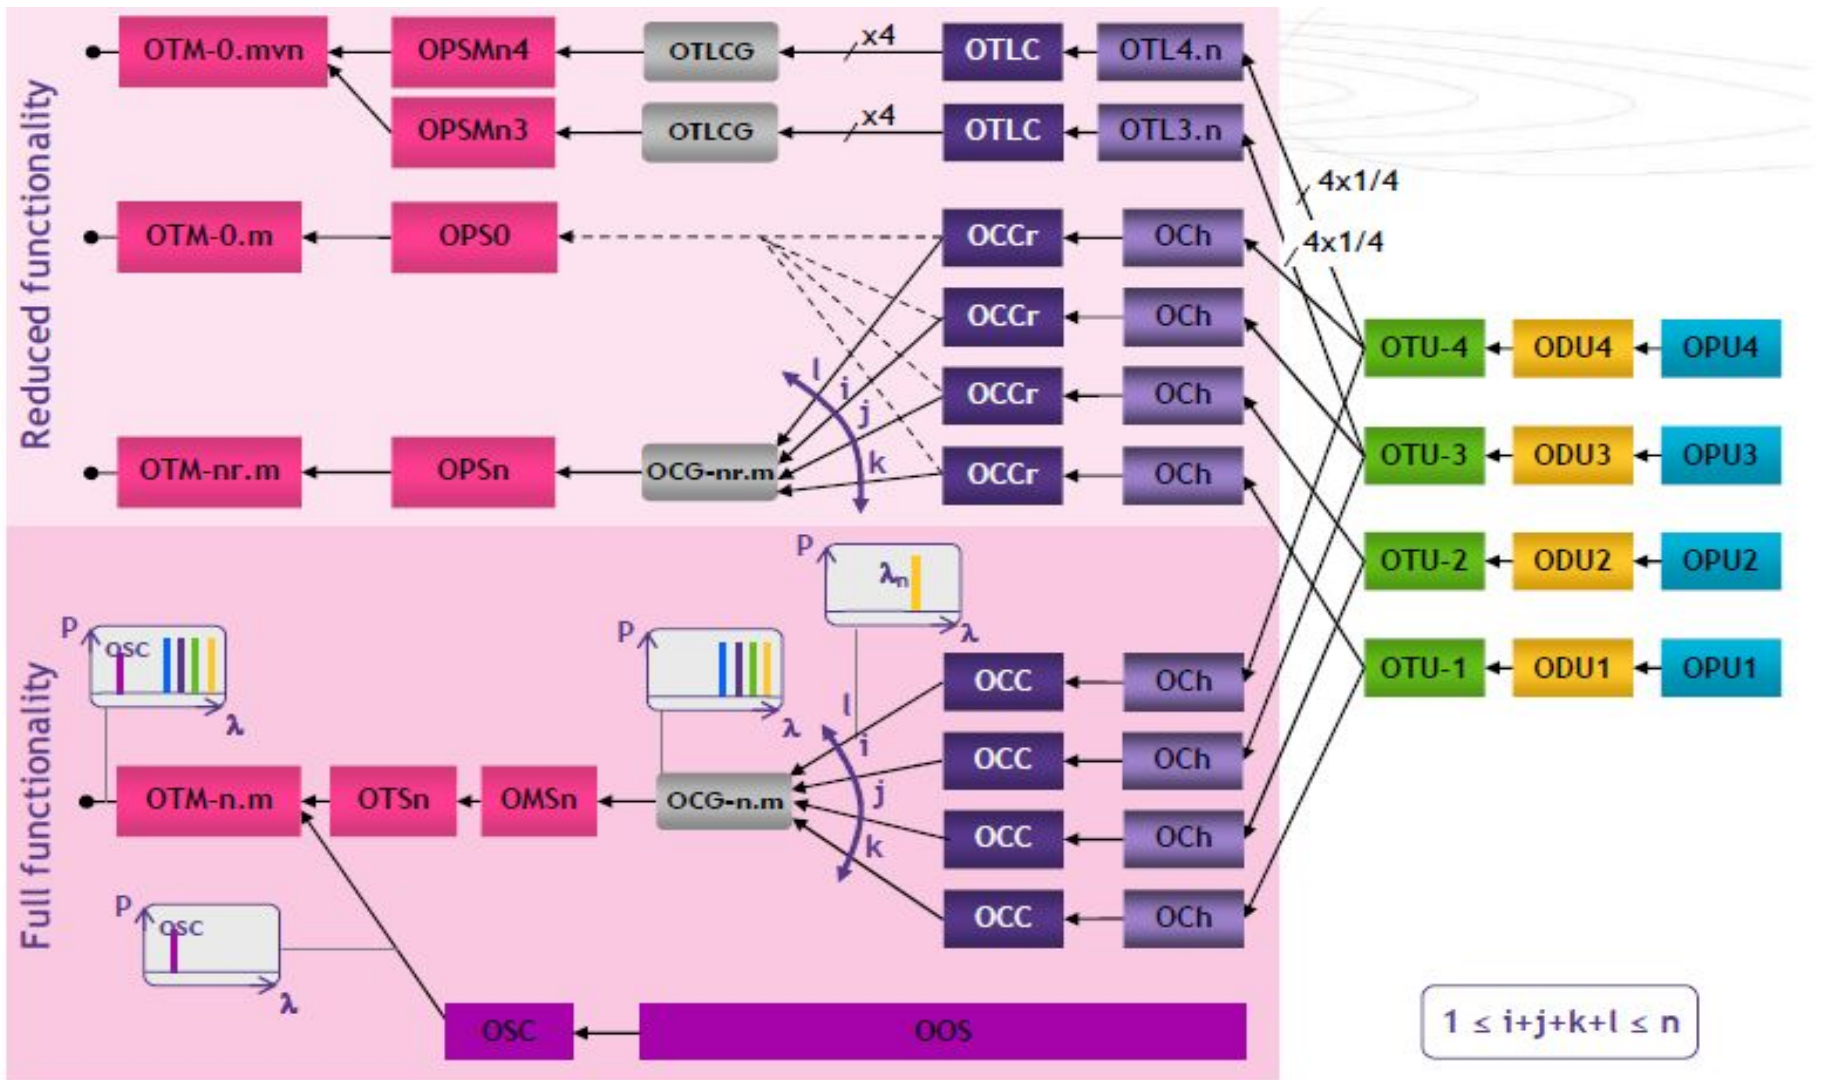 Reduced functionality
OTM-0.mvn
OPSMn4
OTLCG
x4
OTLC
OTL4.n
OPSMn3
OTLCG
x4
OTLC
OTL3.n
4x1/4
4x1/4
OTM-0.m
OPS0
OCCr
OCh
OCCr
OCh
OCCr
OCh
l
i
j
k
OTM-nr.m
OPSn
OCG-nr.m
OCCr
OCh
OTU-4
ODU4
OPU4
OTU-3
ODU3
OPU3
OTU-2
ODU2
OPU2
OTU-1
ODU1
OPU1
Full functionality
P
λn
λ
P
OSC
λ
P
λ
OCC
OCh
l
i
j
k
OCC
OCh
OTM-n.m
OTSn
OMSn
OCG-n.m
OCC
OCh
OCC
OCh
P
OSC
λ
OSC
OOS
1 ≤ i+j+k+l ≤ n